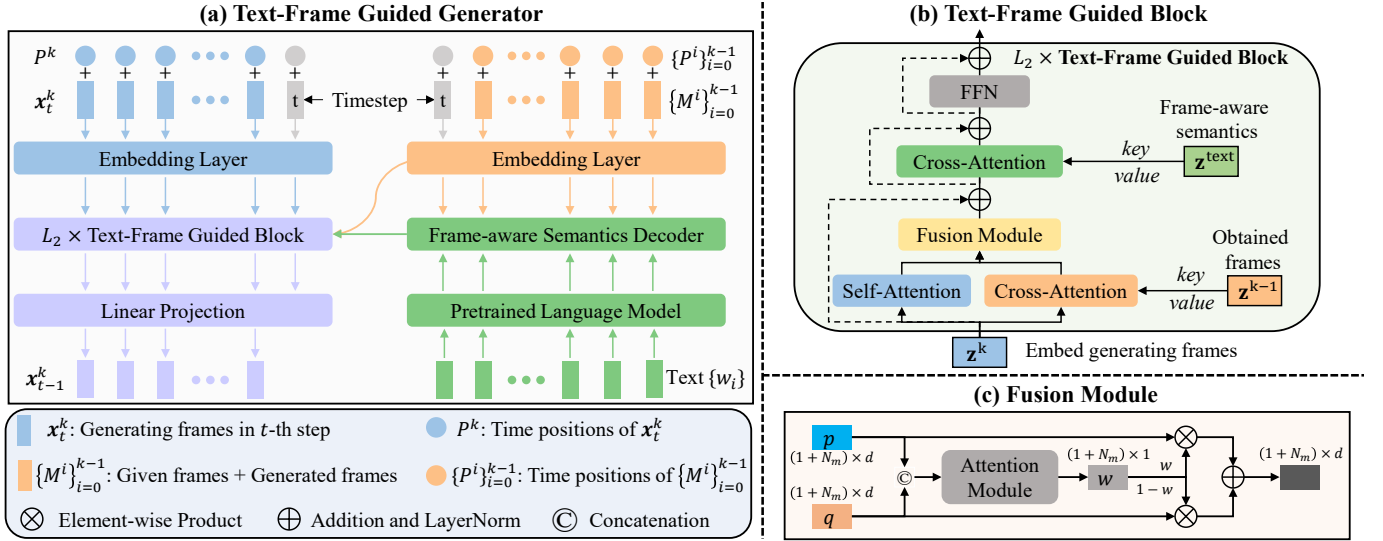 (a) Text-Frame Guided Generator
P^k
{P^i}_{i=0}^{k-1}
+ + + + + + + + + +
x_t^k
t
Timestep
t
{M^i}_{i=0}^{k-1}
Embedding Layer
Embedding Layer
L_2 × Text-Frame Guided Block
Frame-aware Semantics Decoder
Linear Projection
Pretrained Language Model
x_{t-1}^k
Text {w_i}
x_t^k: Generating frames in t-th step
P^k: Time positions of x_t^k
{M^i}_{i=0}^{k-1}: Given frames + Generated frames
{P^i}_{i=0}^{k-1}: Time positions of {M^i}_{i=0}^{k-1}
⊗ Element-wise Product
⊕ Addition and LayerNorm
© Concatenation
(b) Text-Frame Guided Block
L_2 × Text-Frame Guided Block
FFN
Frame-aware
semantics
Cross-Attention
key
value
z^text
Fusion Module
Obtained
frames
Self-Attention
Cross-Attention
key
value
z^{k-1}
z^k
Embed generating frames
(c) Fusion Module
p
(1 + N_m) × d
©
Attention
Module
(1 + N_m) × 1
w
w
1 − w
(1 + N_m) × d
(1 + N_m) × d
q